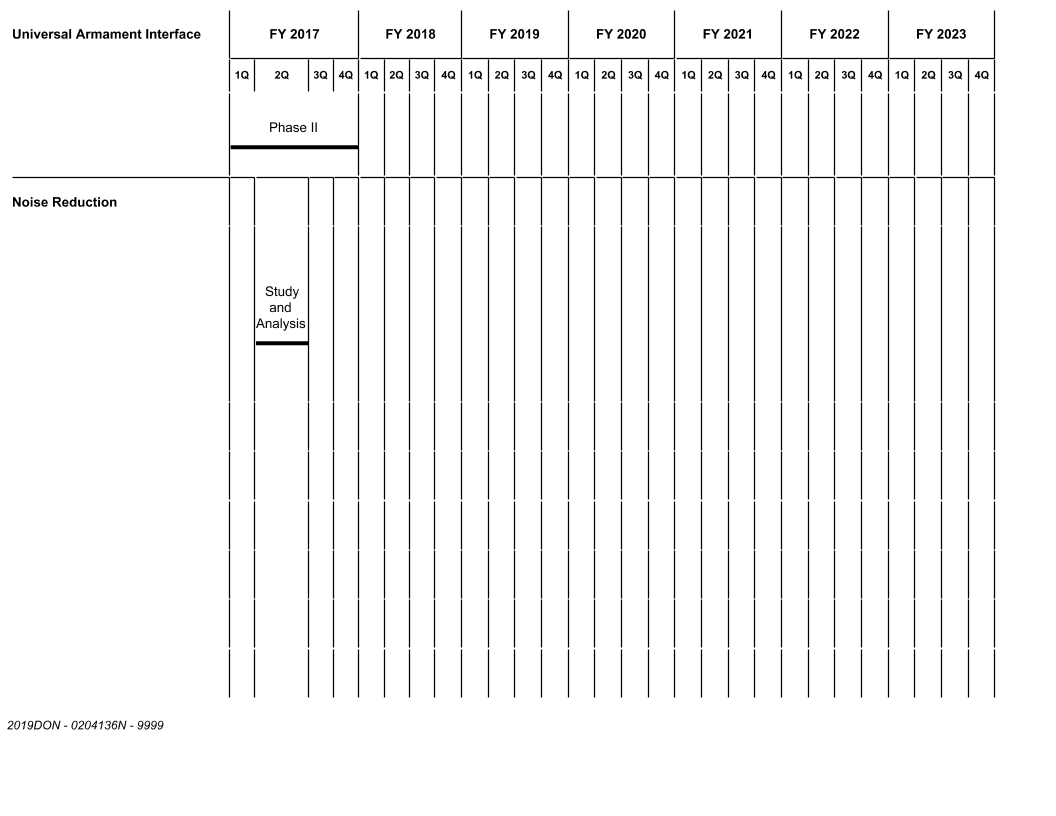 Universal Armament Interface FY 2017 FY 2018 FY 2019 FY 2020 FY 2021 FY 2022 FY 2023
1Q 2Q 3Q 4Q 1Q 2Q 3Q 4Q 1Q 2Q 3Q 4Q 1Q 2Q 3Q 4Q 1Q 2Q 3Q 4Q 1Q 2Q 3Q 4Q 1Q 2Q 3Q 4Q
Phase II
Noise Reduction
Study
and
Analysis
2019DON - 0204136N - 9999